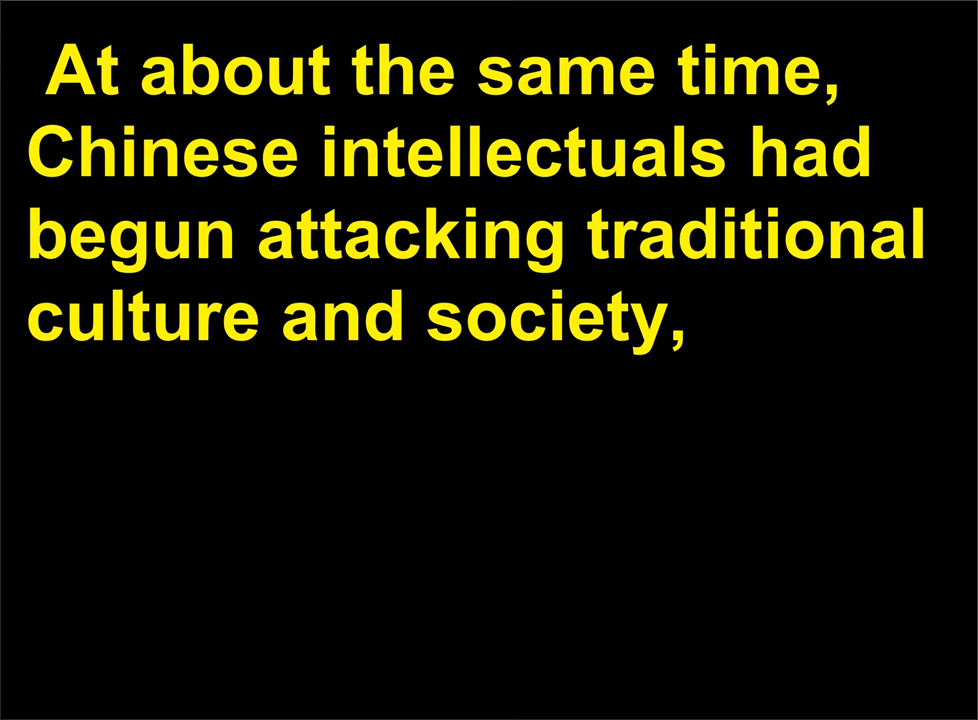 At about the same time,
Chinese intellectuals had
begun attacking traditional
culture and society,